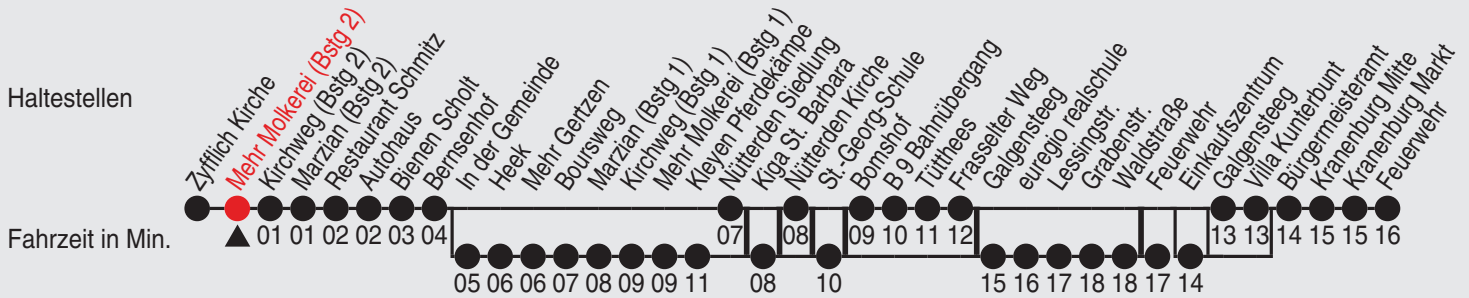 Haltestellen
Zyfflich Kirche
Mehr Molkerei (Bstg 2)
Kirchweg (Bstg 2)
Marzian (Bstg 2)
Restaurant Schmitz
Autohaus
Bienen Scholt
Bernsenhof
In der Gemeinde
Heek
Mehr Gertzen
Boursweg
Marzian (Bstg 1)
Kirchweg (Bstg 1)
Mehr Molkerei (Bstg 1)
Kleyen Pferdekämpe
Nütterden Siedlung
Kiga St. Barbara
Nütterden Kirche
St.-Georg-Schule
Bomshof
B 9 Bahnübergang
Tütthees
Frasselter Weg
Galgensteeg
euregio realschule
Lessingstr.
Grabenstr.
Waldstraße
Feuerwehr
Einkaufszentrum
Galgensteeg
Villa Kunterbunt
Bürgermeisteramt
Kranenburg Mitte
Kranenburg Markt
Feuerwehr
Fahrzeit in Min. 01 01 02 02 03 04 07 08 09 10 11 12 13 13 14 15 15 16
05 06 06 07 08 09 09 11 08 10 15 16 17 18 18 17 14